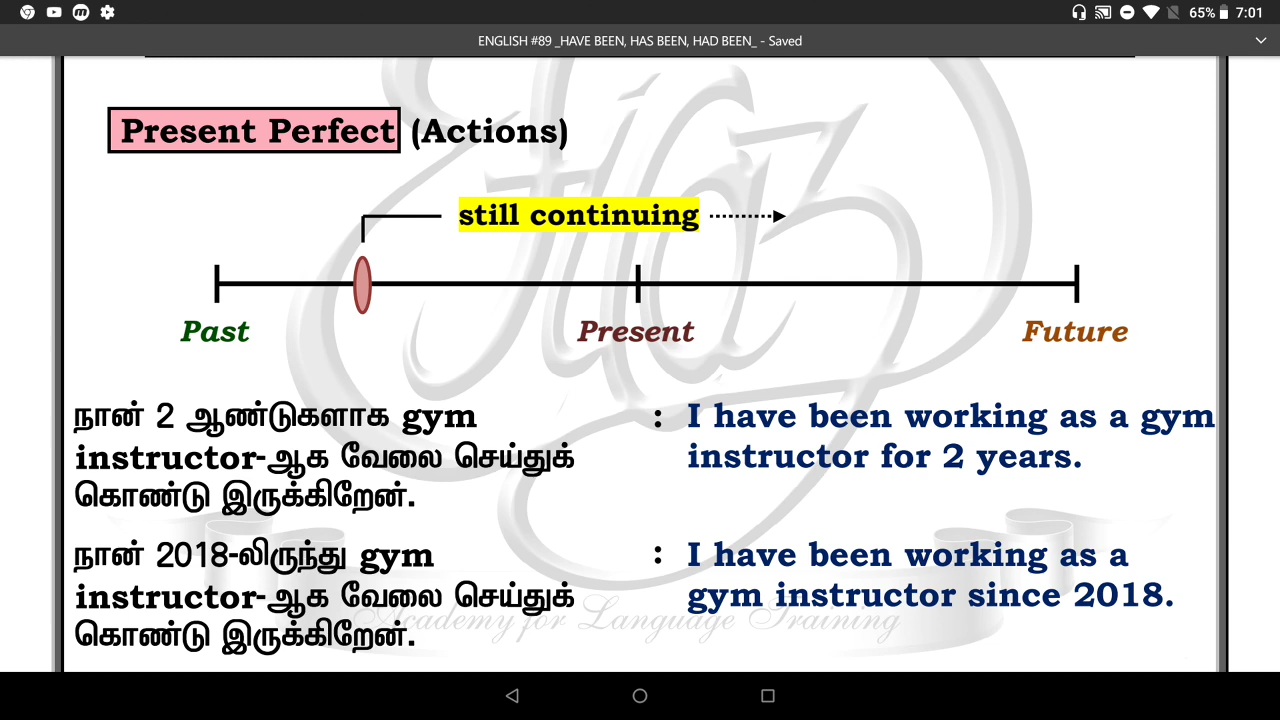 65% 7:01
ENGLISH #89 _HAVE BEEN, HAS BEEN, HAD BEEN_ - Saved
Present Perfect (Actions)
still continuing
Past Present Future
நான் 2 ஆண்டுகளாக gym : I have been working as a gym
instructor-ஆக வேலை செய்துக் instructor for 2 years.
கொண்டு இருக்கிறேன்.
நான் 2018-லிருந்து gym : I have been working as a
instructor-ஆக வேலை செய்துக் gym instructor since 2018.
கொண்டு இருக்கிறேன்.
Academy for Language Training